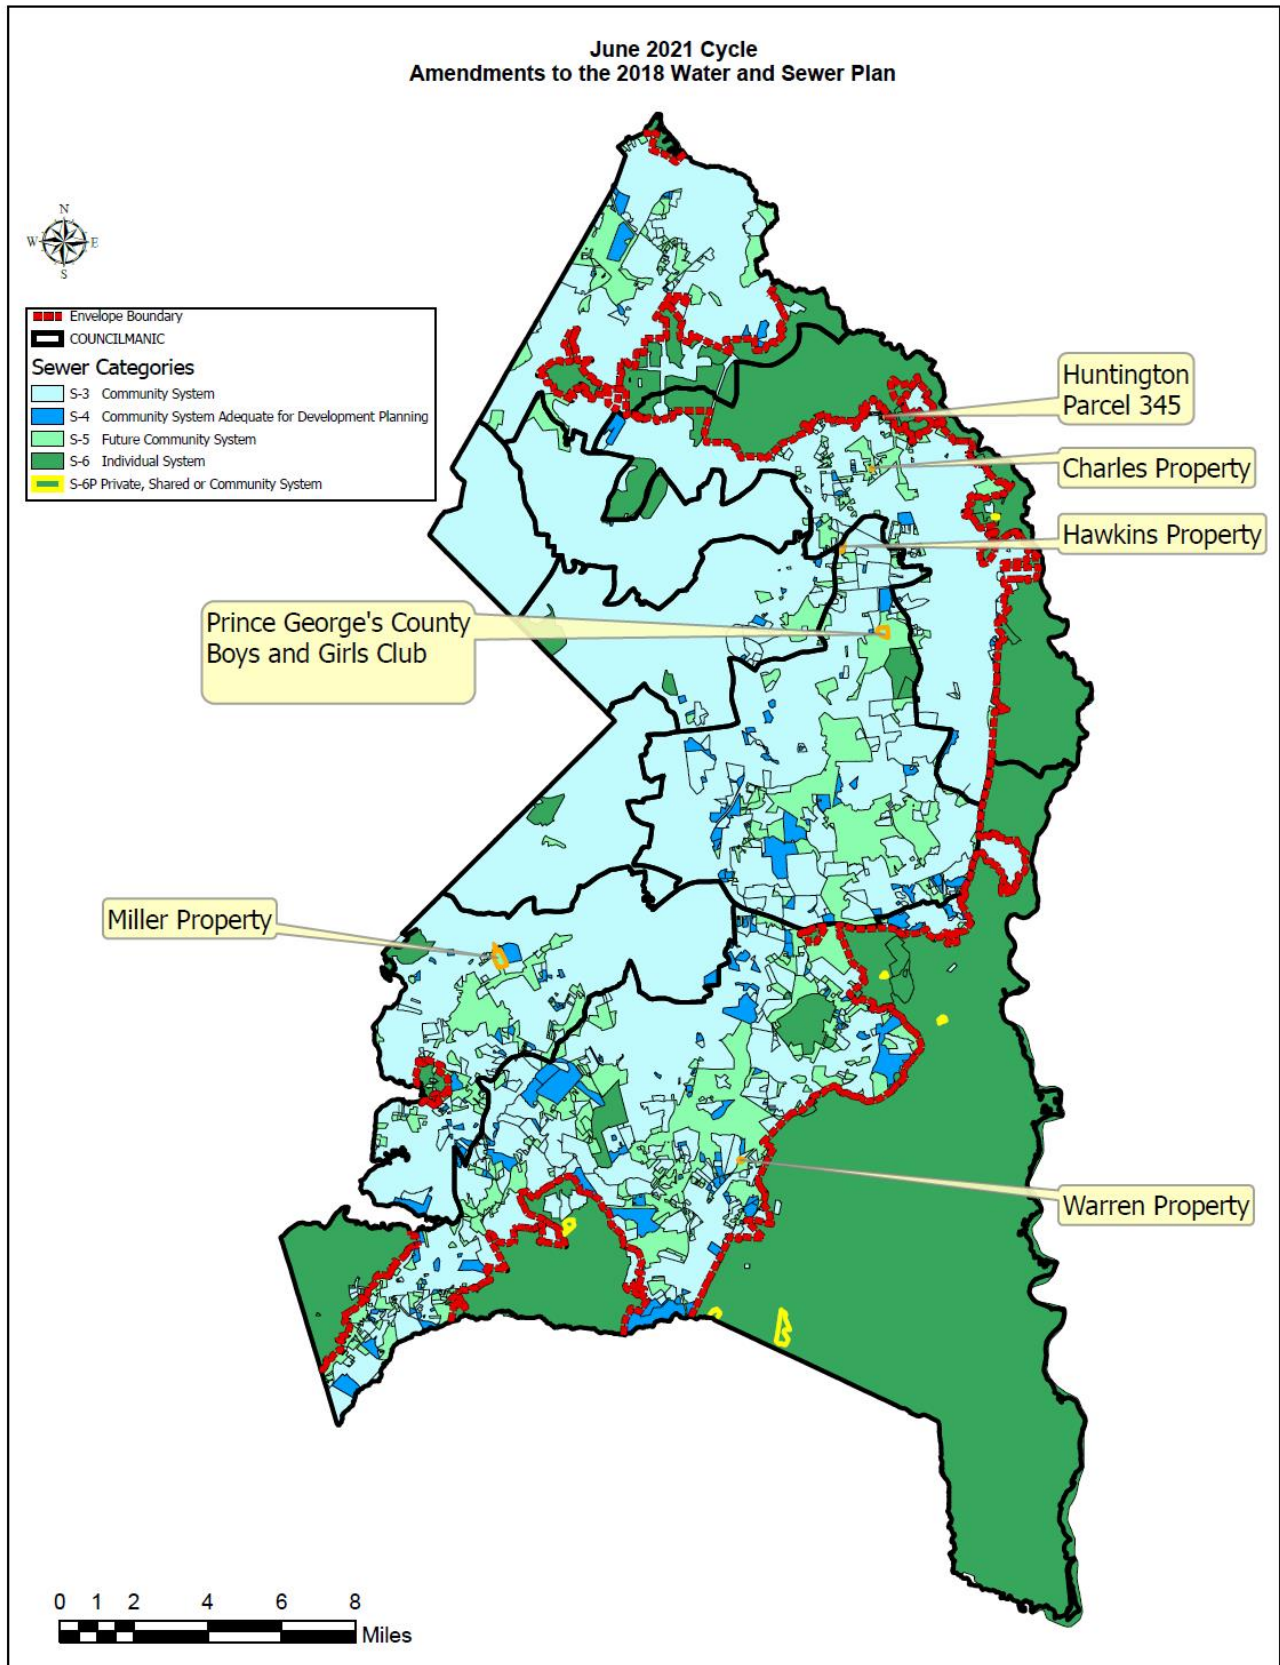 June 2021 Cycle
Amendments to the 2018 Water and Sewer Plan
N
W
E
S
Envelope Boundary
COUNCILMANIC
Sewer Categories
S-3 Community System
S-4 Community System Adequate for Development Planning
S-5 Future Community System
S-6 Individual System
S-6P Private, Shared or Community System
Huntington
Parcel 345
Charles Property
Hawkins Property
Prince George's County
Boys and Girls Club
Miller Property
Warren Property
0 1 2 4 6 8
Miles